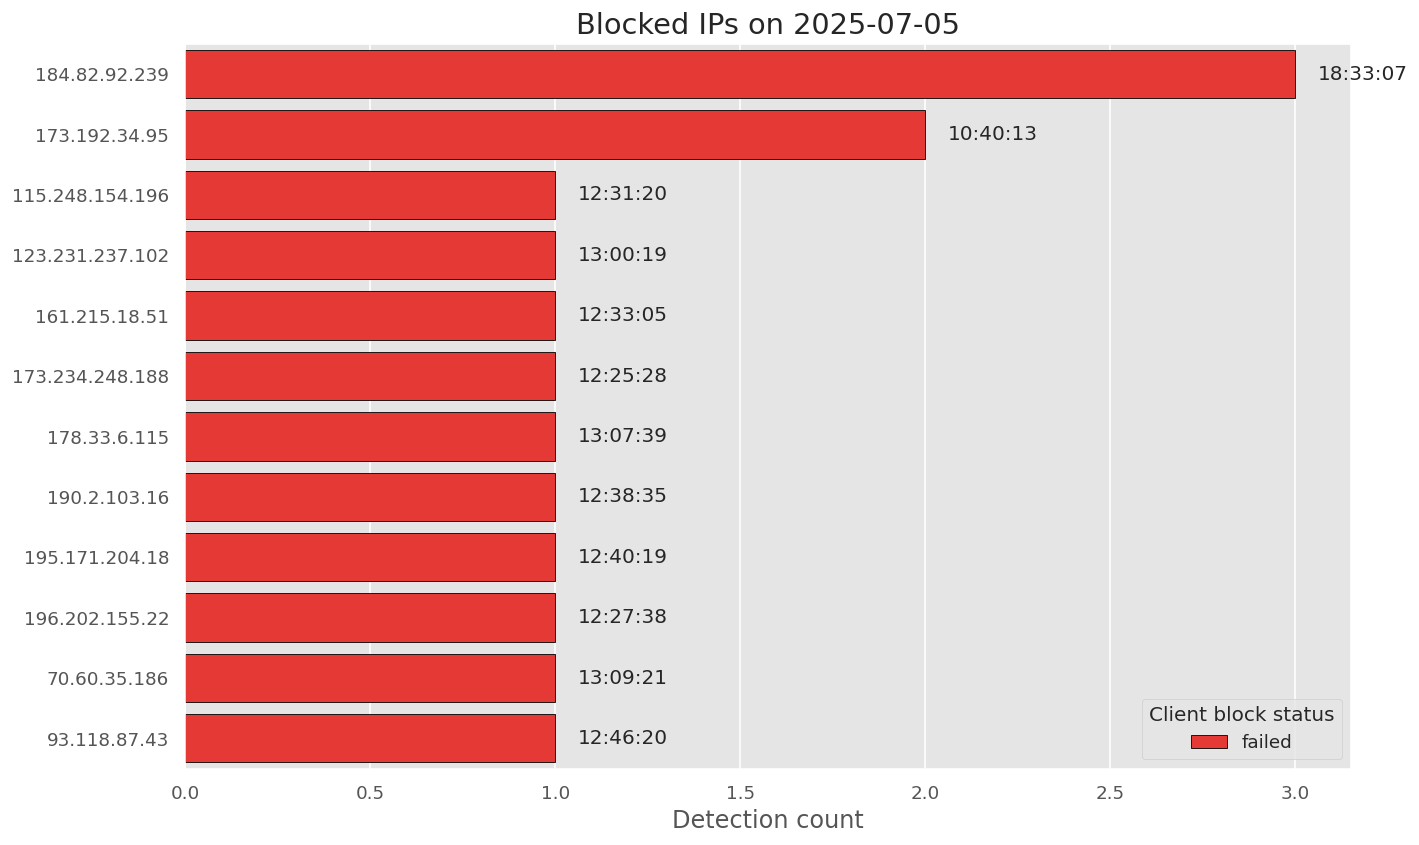 Blocked IPs on 2025-07-05
184.82.92.239 18:33:07
173.192.34.95 10:40:13
115.248.154.196 12:31:20
123.231.237.102 13:00:19
161.215.18.51 12:33:05
173.234.248.188 12:25:28
178.33.6.115 13:07:39
190.2.103.16 12:38:35
195.171.204.18 12:40:19
196.202.155.22 12:27:38
70.60.35.186 13:09:21
93.118.87.43 12:46:20
Client block status
failed
0.0 0.5 1.0 1.5 2.0 2.5 3.0
Detection count